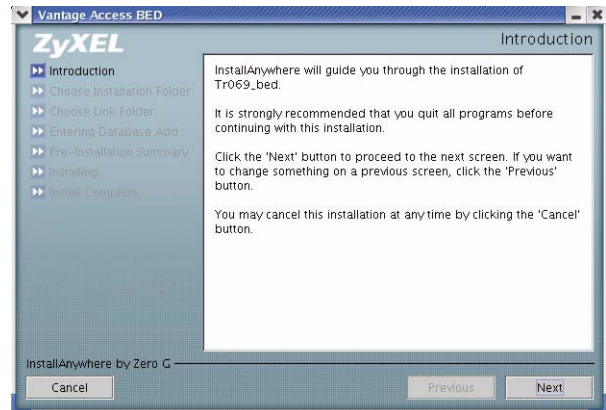 Vantage Access BED
ZyXEL
Introduction
Introduction
Choose Installation Folder
Choose Link Folder
Entering Database Add...
Pre-Installation Summary
Installing...
Install Complete
InstallAnywhere will guide you through the installation of
Tr069_bed.
It is strongly recommended that you quit all programs before
continuing with this installation.
Click the 'Next' button to proceed to the next screen. If you want
to change something on a previous screen, click the 'Previous'
button.
You may cancel this installation at any time by clicking the 'Cancel'
button.
InstallAnywhere by Zero G
Cancel
Previous
Next